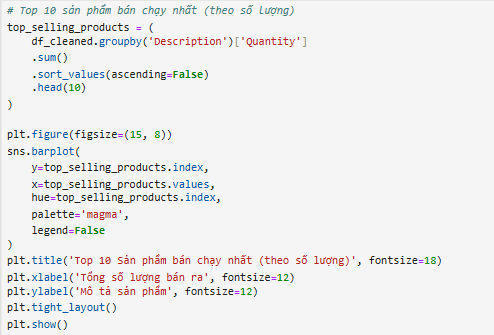 # Top 10 sản phẩm bán chạy nhất (theo số lượng)
top_selling_products = (
    df_cleaned.groupby('Description')['Quantity']
    .sum()
    .sort_values(ascending=False)
    .head(10)
)

plt.figure(figsize=(15, 8))
sns.barplot(
    y=top_selling_products.index,
    x=top_selling_products.values,
    hue=top_selling_products.index,
    palette='magma',
    legend=False
)
plt.title('Top 10 Sản phẩm bán chạy nhất (theo số lượng)', fontsize=18)
plt.xlabel('Tổng số lượng bán ra', fontsize=12)
plt.ylabel('Mô tả sản phẩm', fontsize=12)
plt.tight_layout()
plt.show()